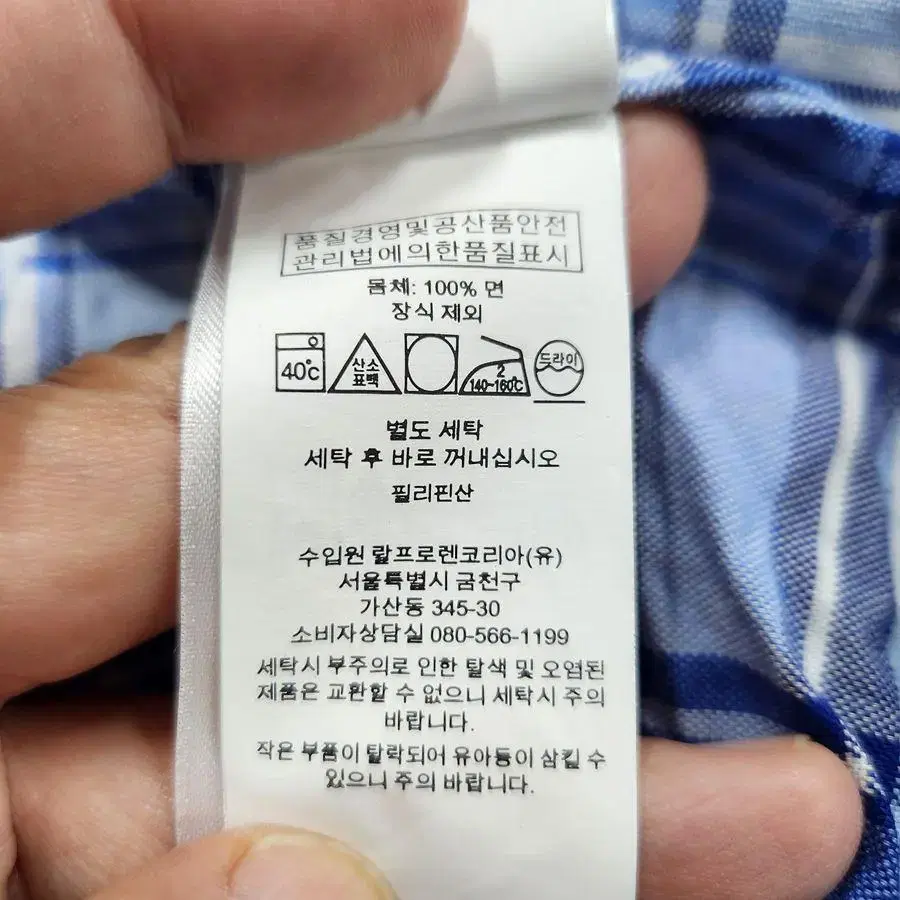 품질경영및공산품안전
관리법에의한품질표시
몸체: 100% 면
장식 제외
40℃
산소
표백
2
140~160℃
드라이
별도 세탁
세탁 후 바로 꺼내십시오
필리핀산
수입원 랄프로렌코리아(유)
서울특별시 금천구
가산동 345-30
소비자상담실 080-566-1199
세탁시 부주의로 인한 탈색 및 오염된
제품은 교환할 수 없으니 세탁시 주의
바랍니다.
작은 부품이 탈락되어 유아등이 삼킬 수
있으니 주의 바랍니다.